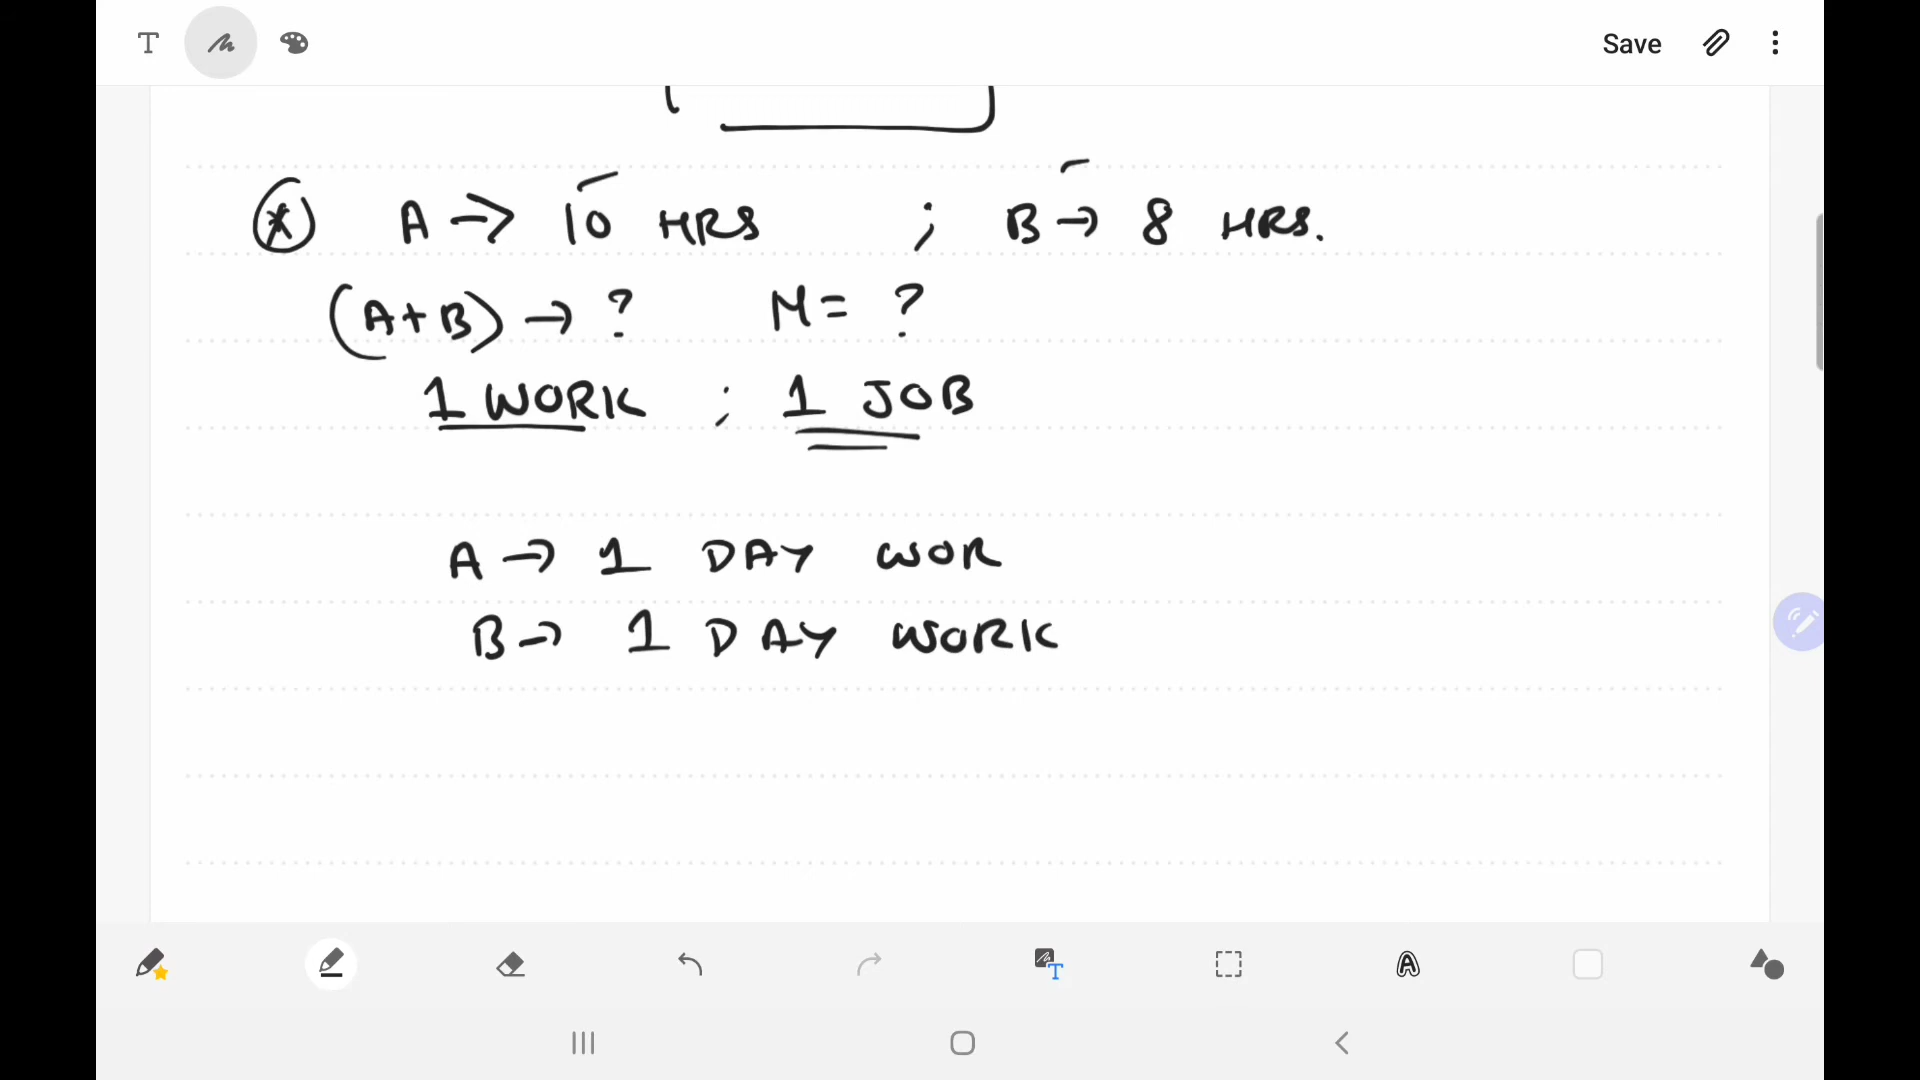 Save
A → 10 HRS ; B → 8 HRS.
(A+B) → ? M = ?
1 WORK ; 1 JOB
A → 1 DAY WOR
B → 1 DAY WORK